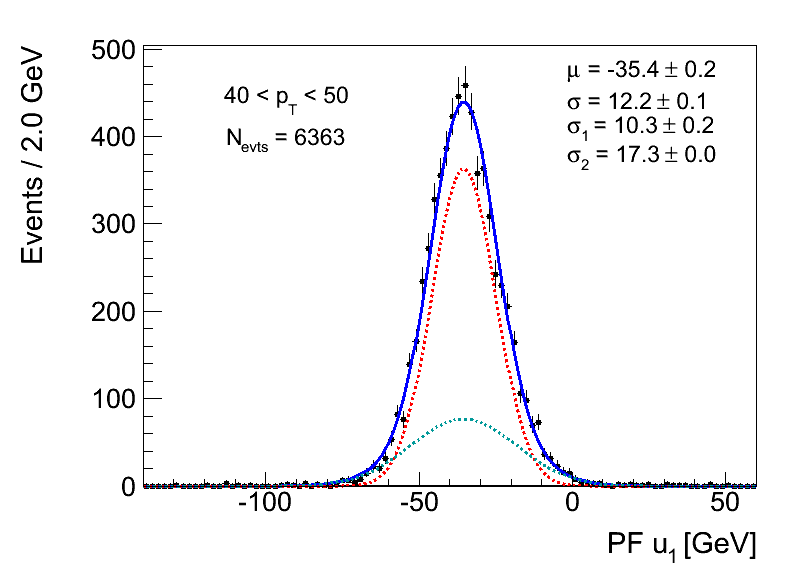 500
400
300
200
100
0
Events / 2.0 GeV
40 < p_T < 50
N_evts = 6363
μ = -35.4 ± 0.2
σ = 12.2 ± 0.1
σ_1 = 10.3 ± 0.2
σ_2 = 17.3 ± 0.0
-100 -50 0 50
PF u_1 [GeV]